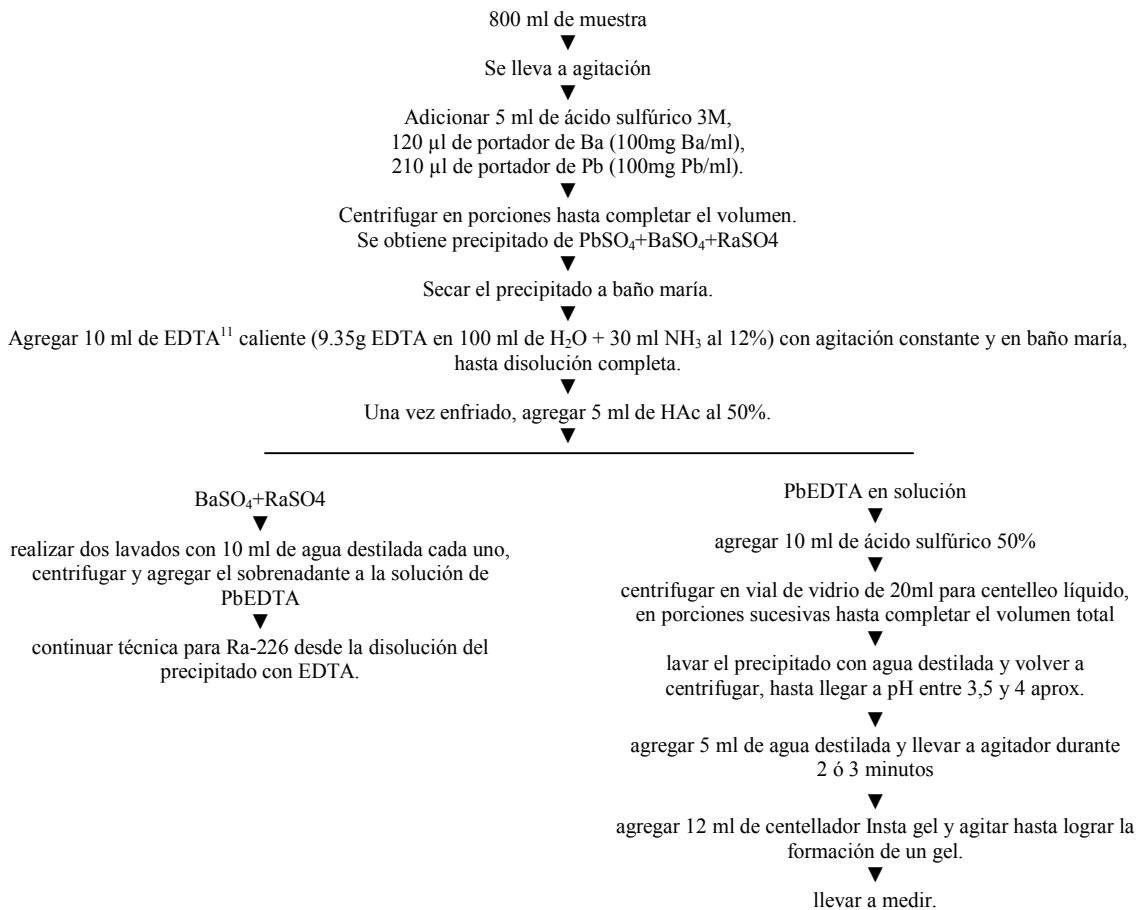 800 ml de muestra
▼
Se lleva a agitación
▼
Adicionar 5 ml de ácido sulfúrico 3M,
120 µl de portador de Ba (100mg Ba/ml),
210 µl de portador de Pb (100mg Pb/ml).
▼
Centrifugar en porciones hasta completar el volumen.
Se obtiene precipitado de PbSO₄+BaSO₄+RaSO4
▼
Secar el precipitado a baño maría.
▼
Agregar 10 ml de EDTA¹¹ caliente (9.35g EDTA en 100 ml de H₂O + 30 ml NH₃ al 12%) con agitación constante y en baño maría,
hasta disolución completa.
▼
Una vez enfriado, agregar 5 ml de HAc al 50%.
▼
BaSO₄+RaSO4
▼
realizar dos lavados con 10 ml de agua destilada cada uno,
centrifugar y agregar el sobrenadante a la solución de
PbEDTA
▼
continuar técnica para Ra-226 desde la disolución del
precipitado con EDTA.
PbEDTA en solución
▼
agregar 10 ml de ácido sulfúrico 50%
▼
centrifugar en vial de vidrio de 20ml para centelleo líquido,
en porciones sucesivas hasta completar el volumen total
▼
lavar el precipitado con agua destilada y volver a
centrifugar, hasta llegar a pH entre 3,5 y 4 aprox.
▼
agregar 5 ml de agua destilada y llevar a agitador durante
2 ó 3 minutos
▼
agregar 12 ml de centellador Insta gel y agitar hasta lograr la
formación de un gel.
▼
llevar a medir.